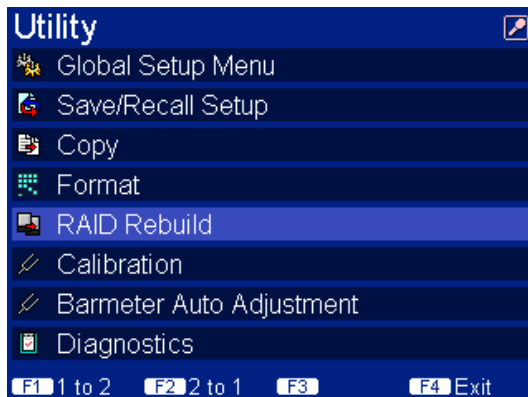 Utility
Global Setup Menu
Save/Recall Setup
Copy
Format
RAID Rebuild
Calibration
Barmeter Auto Adjustment
Diagnostics
F1 1 to 2 F2 2 to 1 F3 F4 Exit